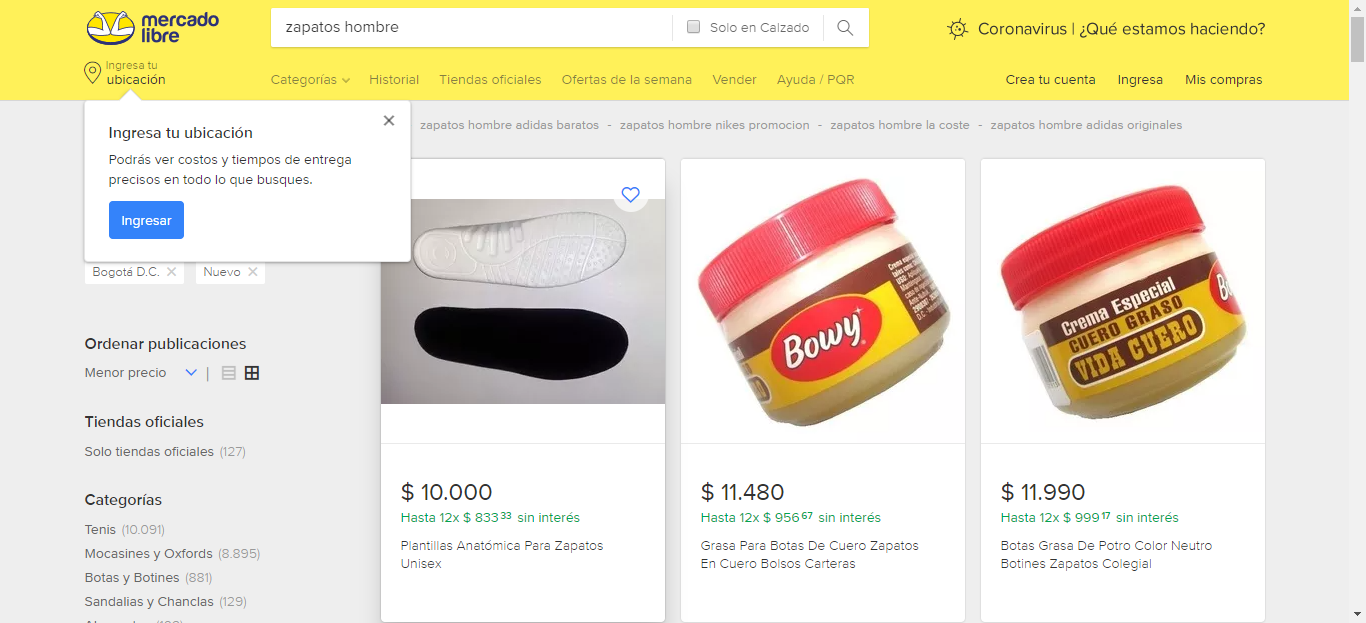 mercado
libre
zapatos hombre
Solo en Calzado
Coronavirus | ¿Qué estamos haciendo?
Ingresa tu
ubicación
Categorías
Historial
Tiendas oficiales
Ofertas de la semana
Vender
Ayuda / PQR
Crea tu cuenta
Ingresa
Mis compras
Ingresa tu ubicación
Podrás ver costos y tiempos de entrega
precisos en todo lo que busques.
Ingresar
zapatos hombre adidas baratos - zapatos hombre nikes promocion - zapatos hombre la coste - zapatos hombre adidas originales
Bogotá D.C.
Nuevo
Ordenar publicaciones
Menor precio
Tiendas oficiales
Solo tiendas oficiales (127)
Categorías
Tenis (10.091)
Mocasines y Oxfords (8.895)
Botas y Botines (881)
Sandalias y Chanclas (129)
$ 10.000
Hasta 12x $ 833 33 sin interés
Plantillas Anatómica Para Zapatos
Unisex
Bowy
$ 11.480
Hasta 12x $ 956 67 sin interés
Grasa Para Botas De Cuero Zapatos
En Cuero Bolsos Carteras
Crema Especial
CUERO GRASO
VIDA CUERO
$ 11.990
Hasta 12x $ 999 17 sin interés
Botas Grasa De Potro Color Neutro
Botines Zapatos Colegial